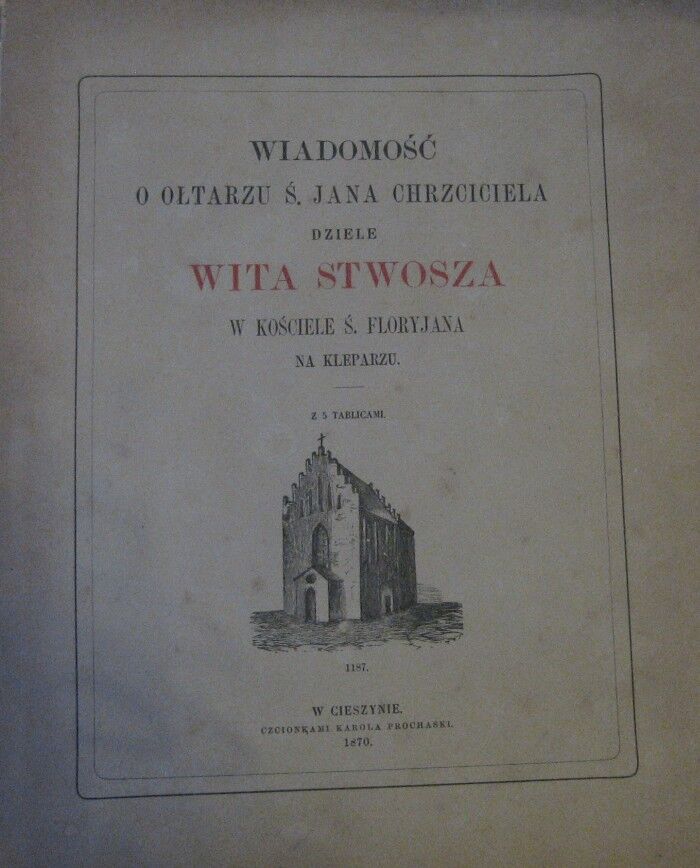 WIADOMOŚĆ
O OŁTARZU Ś. JANA CHRZCICIELA
DZIELE
WITA STWOSZA
W KOŚCIELE Ś. FLORYJANA
NA KLEPARZU.
Z 5 TABLICAMI.
1187.
W CIESZYNIE.
CZCIONKAMI KAROLA PROCHASKI.
1870.